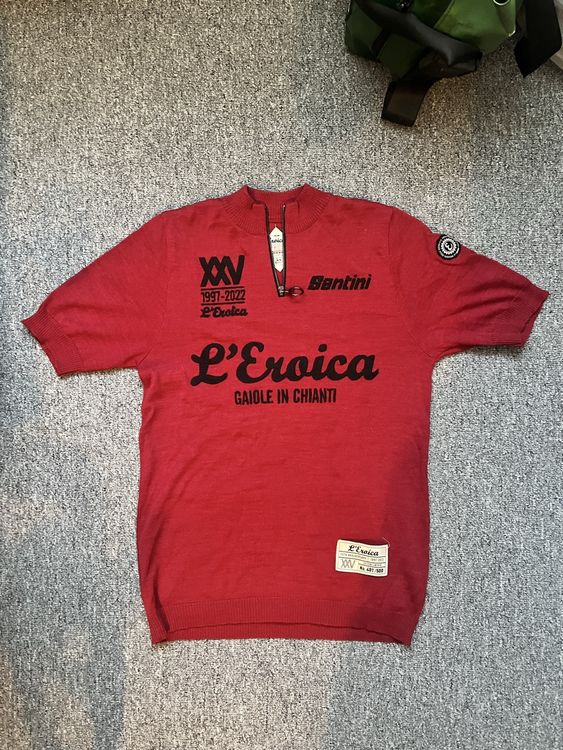 XXV
1997-2022
L'Eroica
Santini
L'Eroica
GAIOLE IN CHIANTI
L'Eroica
XXV